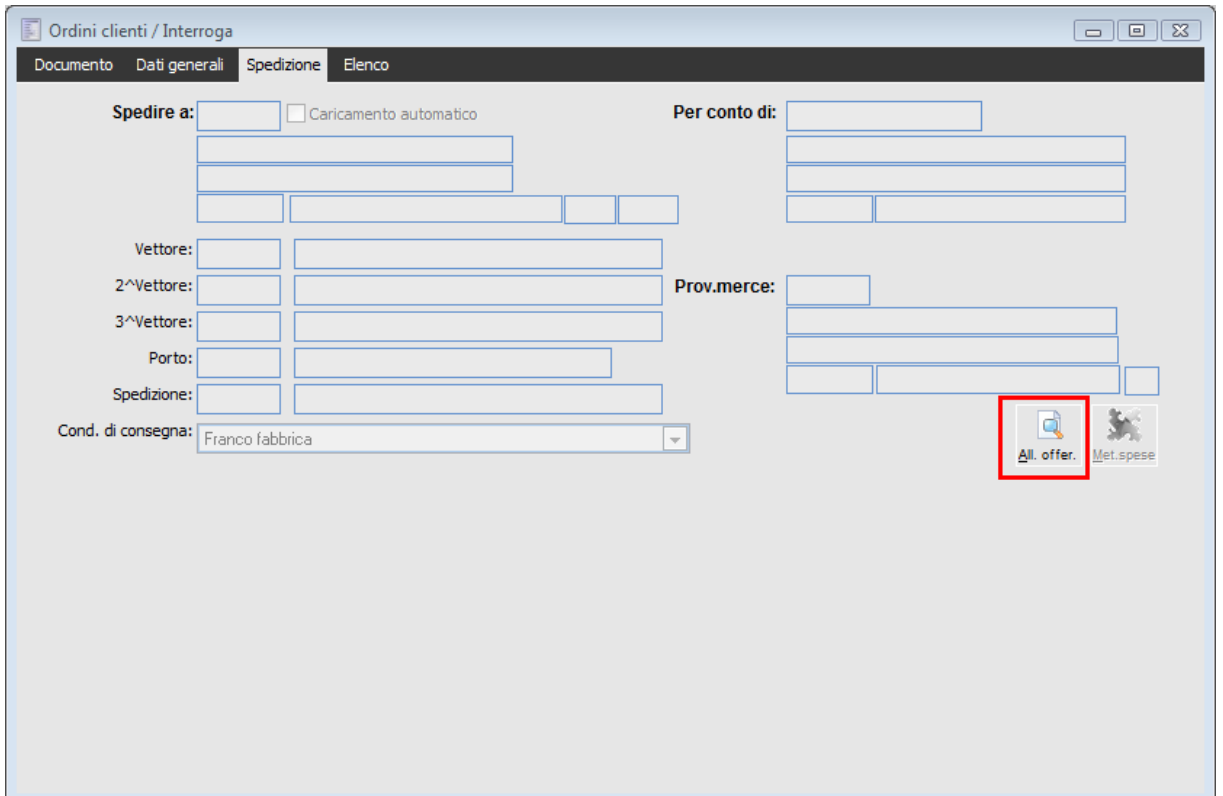 Ordini clienti / Interroga
Documento Dati generali Spedizione Elenco
Spedire a: Caricamento automatico Per conto di:
Vettore:
2^Vettore: Prov.merce:
3^Vettore:
Porto:
Spedizione:
Cond. di consegna: Franco fabbrica
All. offer. Met.spese